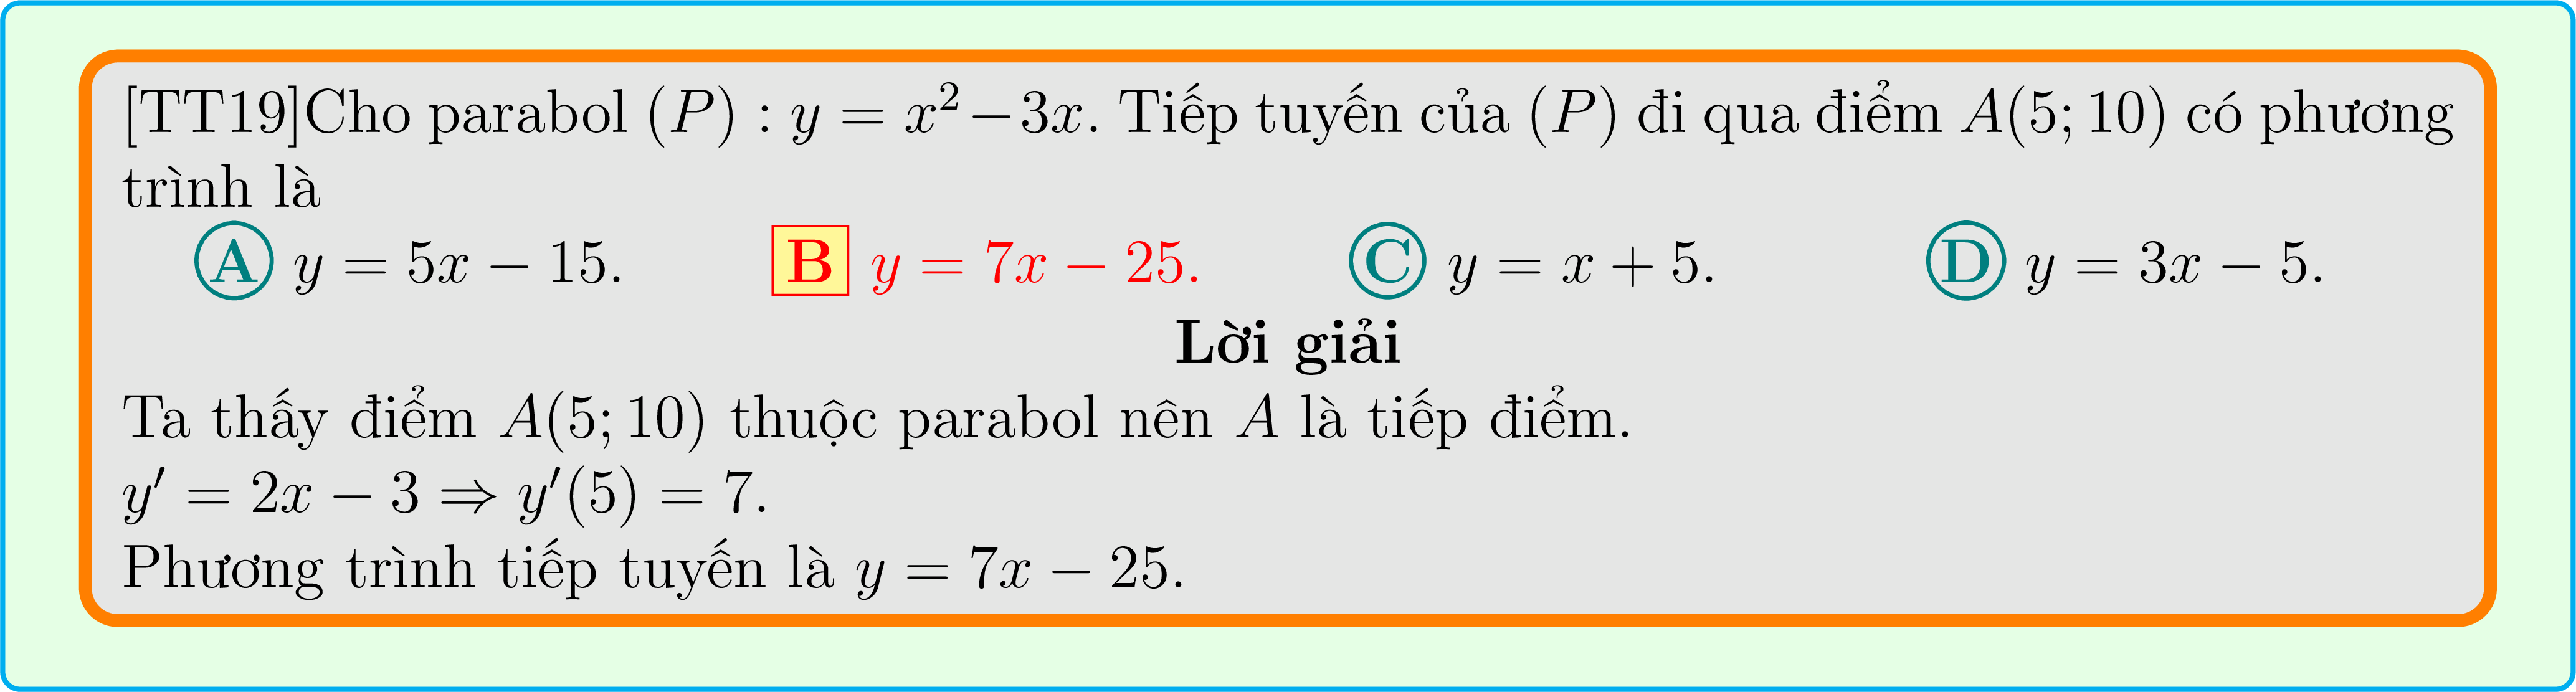 [TT19]Cho parabol (P) : y = x² − 3x. Tiếp tuyến của (P) đi qua điểm A(5; 10) có phương
trình là
A y = 5x − 15. B y = 7x − 25. C y = x + 5. D y = 3x − 5.
Lời giải
Ta thấy điểm A(5; 10) thuộc parabol nên A là tiếp điểm.
y′ = 2x − 3 ⇒ y′(5) = 7.
Phương trình tiếp tuyến là y = 7x − 25.